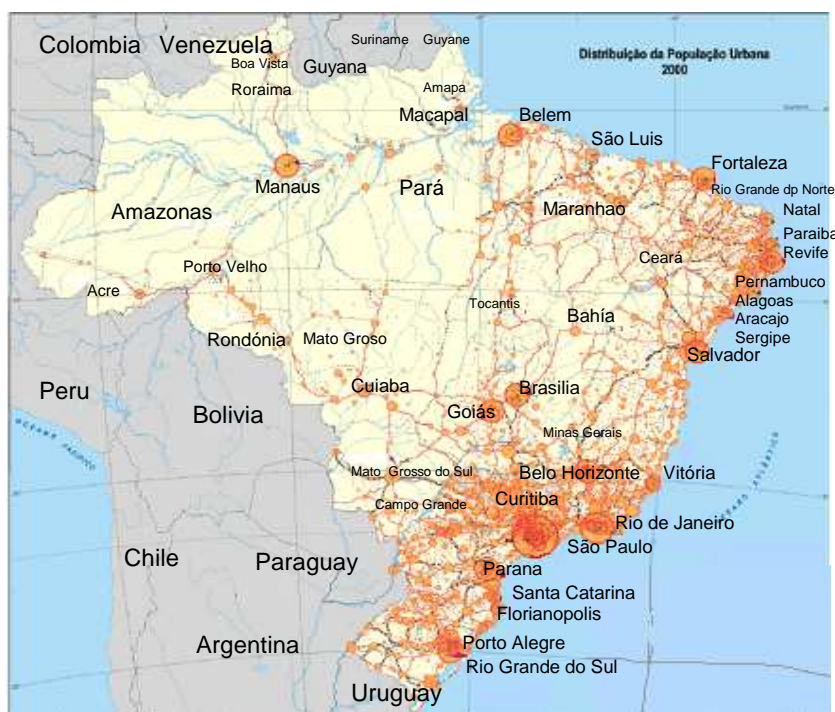 Colombia Venezuela Suriname Guyane
Distribuição da População Urbana
2000
Boa Vista
Guyana
Roraima
Amapa
Macapal
Belem
São Luis
Fortaleza
Manaus
Pará
Rio Grande dp Norte
Maranhao
Natal
Amazonas
Paraiba
Ceará
Revife
Porto Velho
Pernambuco
Acre
Tocantis
Alagoas
Bahía
Aracajo
Rondónia
Mato Groso
Sergipe
Salvador
Peru
Cuiaba
Brasilia
Bolivia
Goiás
Minas Gerais
OCEANO PACÍFICO
OCEANO ATLÂNTICO
Mato Grosso do Sul
Belo Horizonte
Vitória
Campo Grande
Curitiba
Rio de Janeiro
Chile
Paraguay
São Paulo
Parana
Santa Catarina
Florianopolis
Argentina
Porto Alegre
Rio Grande do Sul
Uruguay